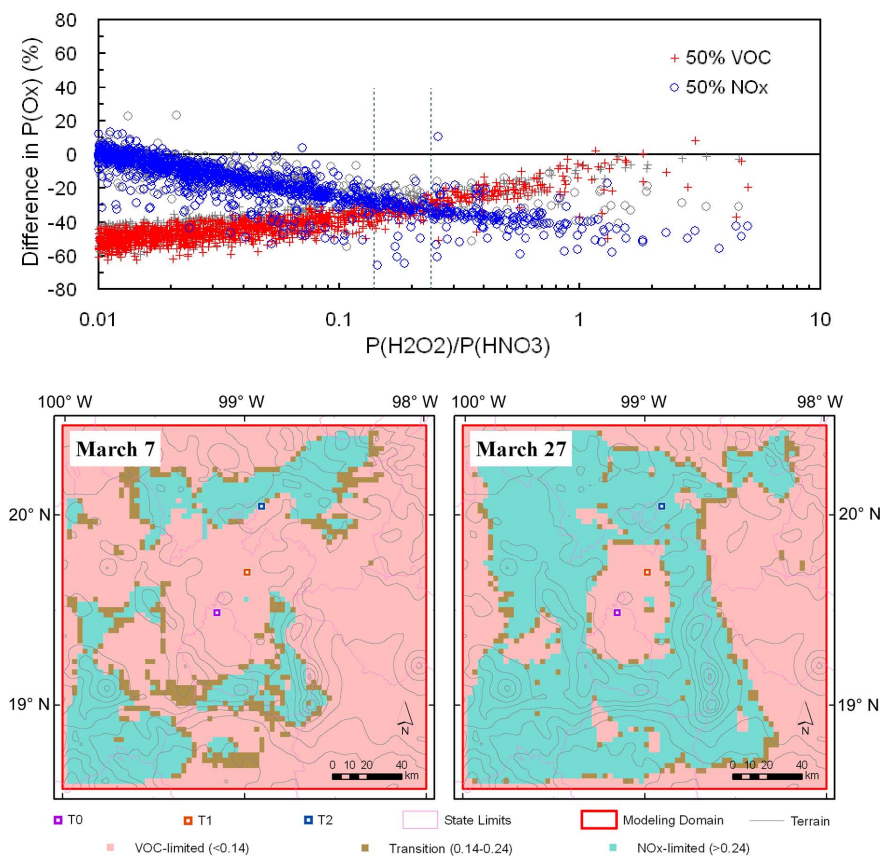 80
60
40
20
0
-20
-40
-60
-80
Difference in P(Ox) (%)
50% VOC
50% NOx
0.01 0.1 1 10
P(H2O2)/P(HNO3)
100° W 99° W 98° W 100° W 99° W 98° W
March 7
March 27
20° N 20° N
19° N 19° N
N N
0 10 20 40 0 10 20 40
km km
T0 T1 T2 State Limits Modeling Domain Terrain
VOC-limited (<0.14) Transition (0.14-0.24) NOx-limited (>0.24)